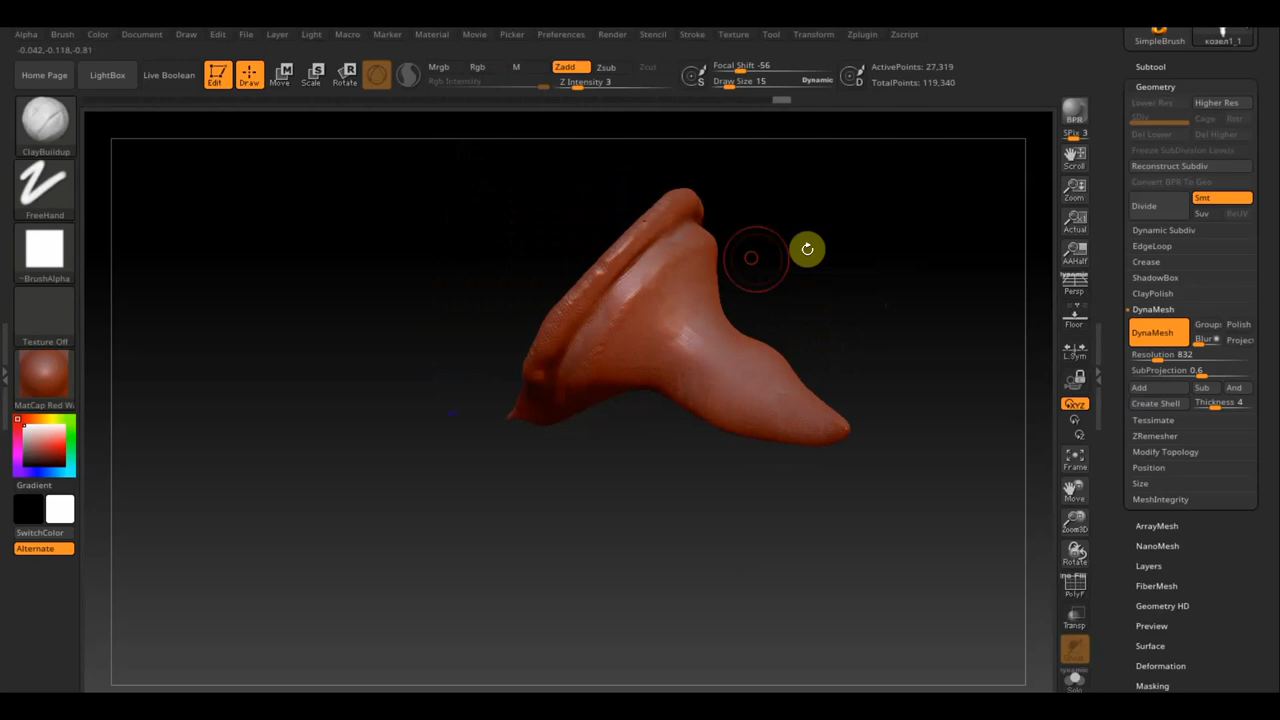 Alpha Brush Color Document Draw Edit File Layer Light Macro Marker Material Movie Picker Preferences Render Stencil Stroke Texture Tool Transform Zplugin Zscript
-0.042,-0.118,-0.81
Home Page LightBox Live Boolean Edit Draw Move Scale Rotate
Mrgb Rgb M Zadd Zsub Zcut
Rgb Intensity Z Intensity 3
Focal Shift -56
Draw Size 15 Dynamic
S D
ActivePoints: 27,319
TotalPoints: 119,340
ClayBuildup
FreeHand
~BrushAlpha
Texture Off
MatCap Red W
Gradient
SwitchColor
Alternate
BPR
SPix 3
Scroll
Zoom
Actual
AAHalf
Persp
Floor
L.Sym
XYZ
Y
Z
Frame
Move
Zoom3D
Rotate
PolyF
Transp
Ghost
Solo
SimpleBrush козел1_1
Subtool
Geometry
Lower Res Higher Res
SDiv Cage Rstr
Del Lower Del Higher
Freeze SubDivision Levels
Reconstruct Subdiv
Convert BPR To Geo
Divide Smt
Suv ReUV
Dynamic Subdiv
EdgeLoop
Crease
ShadowBox
ClayPolish
DynaMesh
DynaMesh Groups Polish
Blur Project
Resolution 832
SubProjection 0.6
Add Sub And
Create Shell Thickness 4
Tessimate
ZRemesher
Modify Topology
Position
Size
MeshIntegrity
ArrayMesh
NanoMesh
Layers
FiberMesh
Geometry HD
Preview
Surface
Deformation
Masking